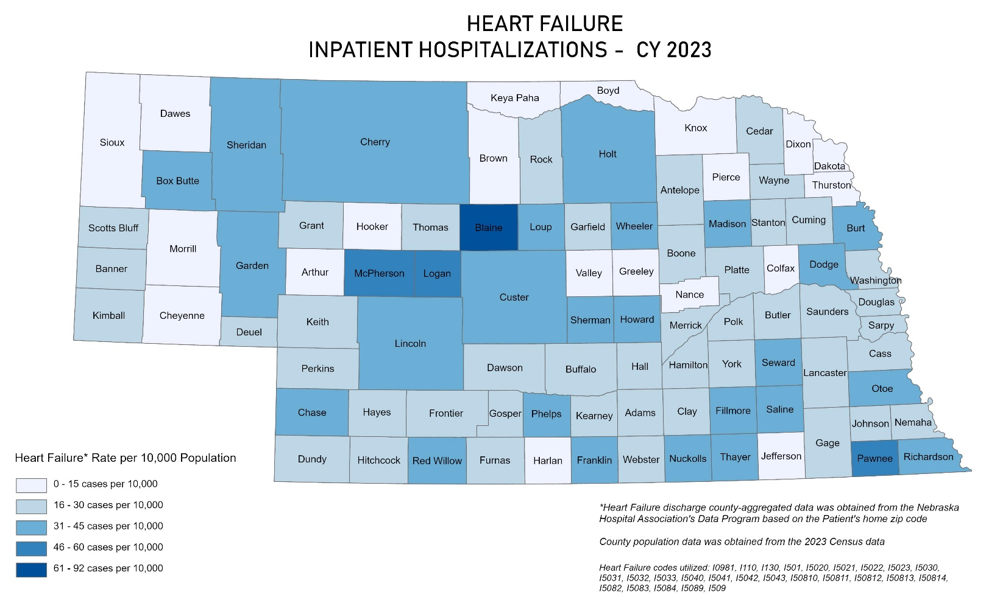 HEART FAILURE
INPATIENT HOSPITALIZATIONS - CY 2023
Keya Paha
Boyd
Dawes
Sioux
Sheridan
Cherry
Knox
Cedar
Dixon
Brown
Rock
Holt
Dakota
Box Butte
Pierce
Wayne
Thurston
Antelope
Scotts Bluff
Grant
Hooker
Thomas
Blaine
Loup
Garfield
Wheeler
Madison
Stanton
Cuming
Burt
Morrill
Boone
Banner
Garden
Arthur
McPherson
Logan
Valley
Greeley
Platte
Colfax
Dodge
Washington
Custer
Nance
Douglas
Kimball
Cheyenne
Deuel
Keith
Lincoln
Sherman
Howard
Merrick
Polk
Butler
Saunders
Sarpy
Perkins
Dawson
Buffalo
Hall
Hamilton
York
Seward
Lancaster
Cass
Otoe
Chase
Hayes
Frontier
Gosper
Phelps
Kearney
Adams
Clay
Fillmore
Saline
Johnson
Nemaha
Dundy
Hitchcock
Red Willow
Furnas
Harlan
Franklin
Webster
Nuckolls
Thayer
Jefferson
Gage
Pawnee
Richardson
Heart Failure* Rate per 10,000 Population
0 - 15 cases per 10,000
16 - 30 cases per 10,000
31 - 45 cases per 10,000
46 - 60 cases per 10,000
61 - 92 cases per 10,000
*Heart Failure discharge county-aggregated data was obtained from the Nebraska
Hospital Association's Data Program based on the Patient's home zip code
County population data was obtained from the 2023 Census data
Heart Failure codes utilized: I0981, I110, I130, I501, I5020, I5021, I5022, I5023, I5030,
I5031, I5032, I5033, I5040, I5041, I5042, I5043, I50810, I50811, I50812, I50813, I50814,
I5082, I5083, I5084, I5089, I509